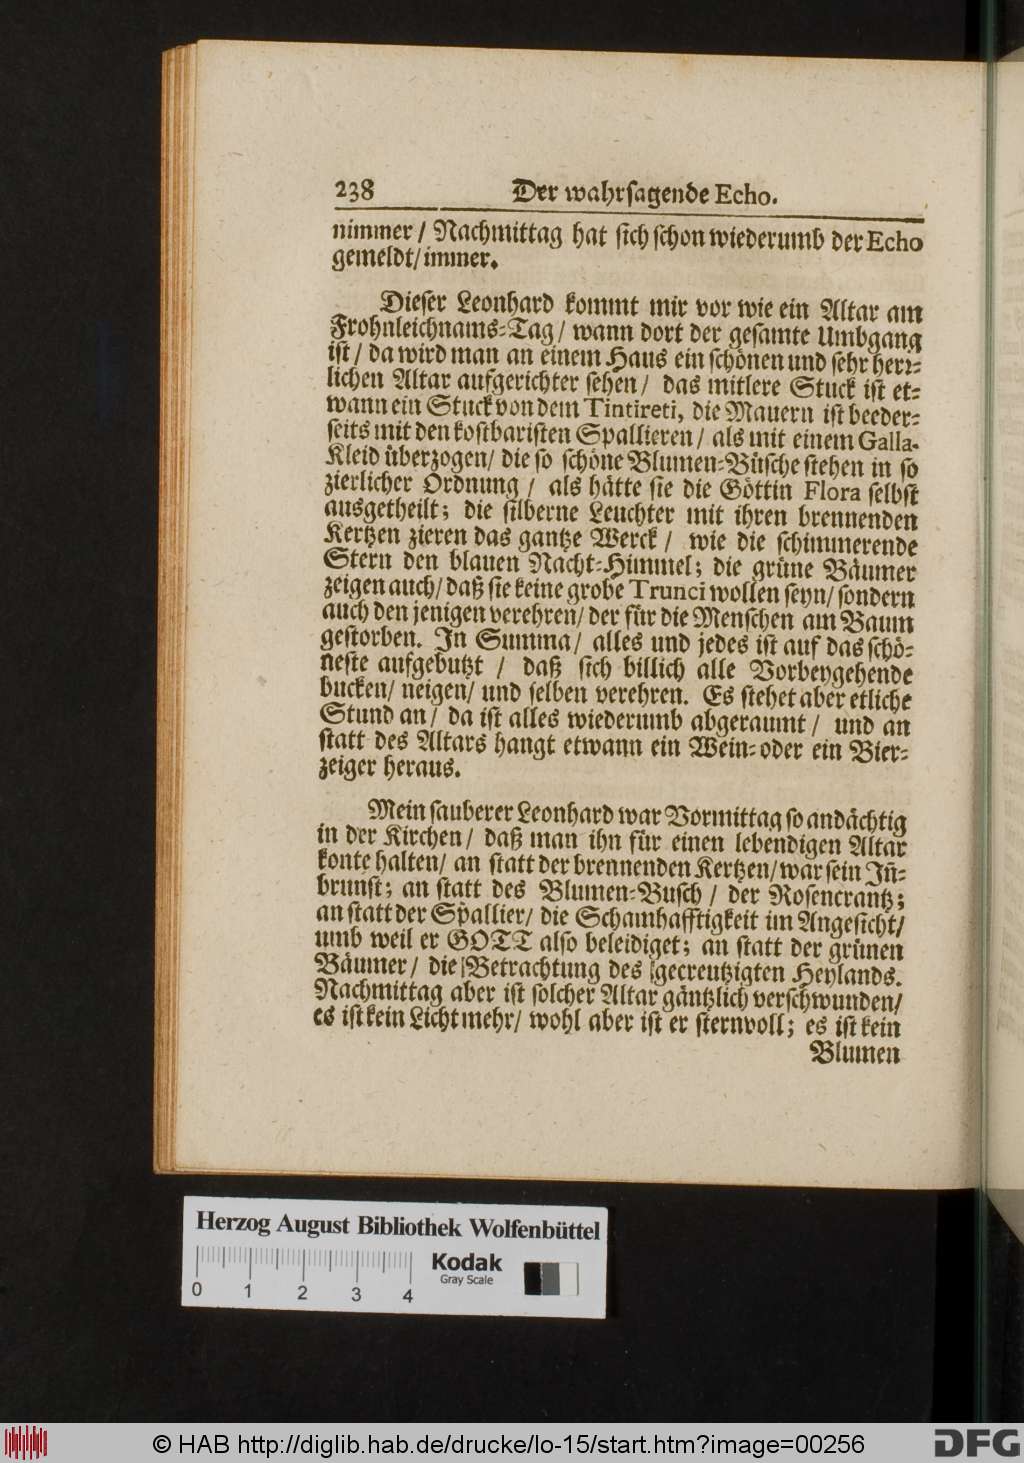 238 Der wahrsagende Echo.
nimmer / Nachmittag hat sich schon wiederumb der Echo
gemeldt/ immer.
Dieser Leonhard kommt mir vor wie ein Altar am
Frohnleichnams-Tag/ wann dort der gesamte Umbgang
ist / da wird man an einem Haus ein schönen und sehr herr-
lichen Altar aufgerichter sehen/ das mitlere Stuck ist et-
wann ein Stuck von dem Tintireti, die Mauern ist beeder-
seits mit den kostbaristen Spallieren/ als mit einem Galla-
Kleid überzogen/ die so schöne Blumen-Büsche stehen in so
zierlicher Ordnung / als hätte sie die Göttin Flora selbst
ausgetheilt; die silberne Leuchter mit ihren brennenden
Kertzen zieren das gantze Werck / wie die schimmerende
Stern den blauen Nacht-Himmel; die grüne Bäumer
zeigen auch/ daß sie keine grobe Trunci wollen seyn/ sondern
auch den jenigen verehren/ der für die Menschen am Baum
gestorben. In Summa/ alles und jedes ist auf das schö-
neste aufgebutzt / daß sich billich alle Vorbeygehende
bucken/ neigen/ und selben verehren. Es stehet aber etliche
Stund an/ da ist alles wiederumb abgeraumt / und an
statt des Altars hangt etwann ein Wein- oder ein Bier-
zeiger heraus.
Mein sauberer Leonhard war Vormittag so andächtig
in der Kirchen/ daß man ihn für einen lebendigen Altar
konte halten/ an statt der brennenden Kertzen/ war sein Iñ-
brunst; an statt des Blumen-Busch / der Rosencrantz;
an statt der Spallier/ die Schamhafftigkeit im Angesicht/
umb weil er GOTT also beleidiget; an statt der grünen
Bäumer/ die Betrachtung des gecreutzigten Heylands.
Nachmittag aber ist solcher Altar gäntzlich verschwunden/
es ist kein Licht mehr/ wohl aber ist er sternvoll; es ist kein
Blumen
Herzog August Bibliothek Wolfenbüttel
Kodak
Gray Scale
0 1 2 3 4
© HAB http://diglib.hab.de/drucke/lo-15/start.htm?image=00256
DFG